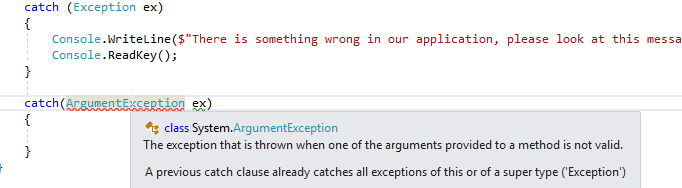 catch (Exception ex)
{
Console.WriteLine($"There is something wrong in our application, please look at this messa
Console.ReadKey();
}
catch(ArgumentException ex)
{
class System.ArgumentException
The exception that is thrown when one of the arguments provided to a method is not valid.
A previous catch clause already catches all exceptions of this or of a super type ('Exception')
}
}